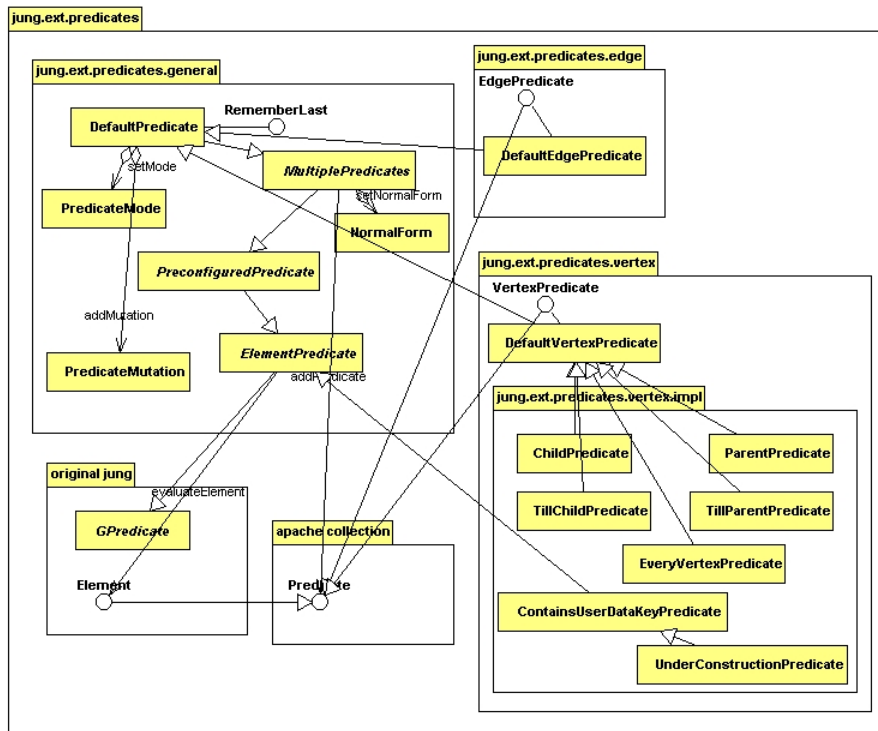 jung.ext.predicates
jung.ext.predicates.general
jung.ext.predicates.edge
EdgePredicate
RememberLast
DefaultPredicate
DefaultEdgePredicate
setMode
MultiplePredicates
setNormalForm
PredicateMode
NormalForm
jung.ext.predicates.vertex
PreconfiguredPredicate
VertexPredicate
addMutation
DefaultVertexPredicate
ElementPredicate
PredicateMutation
addPredicate
jung.ext.predicates.vertex.impl
ChildPredicate
ParentPredicate
original jung
evaluateElement
TillChildPredicate
TillParentPredicate
GPredicate
apache collection
EveryVertexPredicate
Element
Predicate
ContainsUserDataKeyPredicate
UnderConstructionPredicate